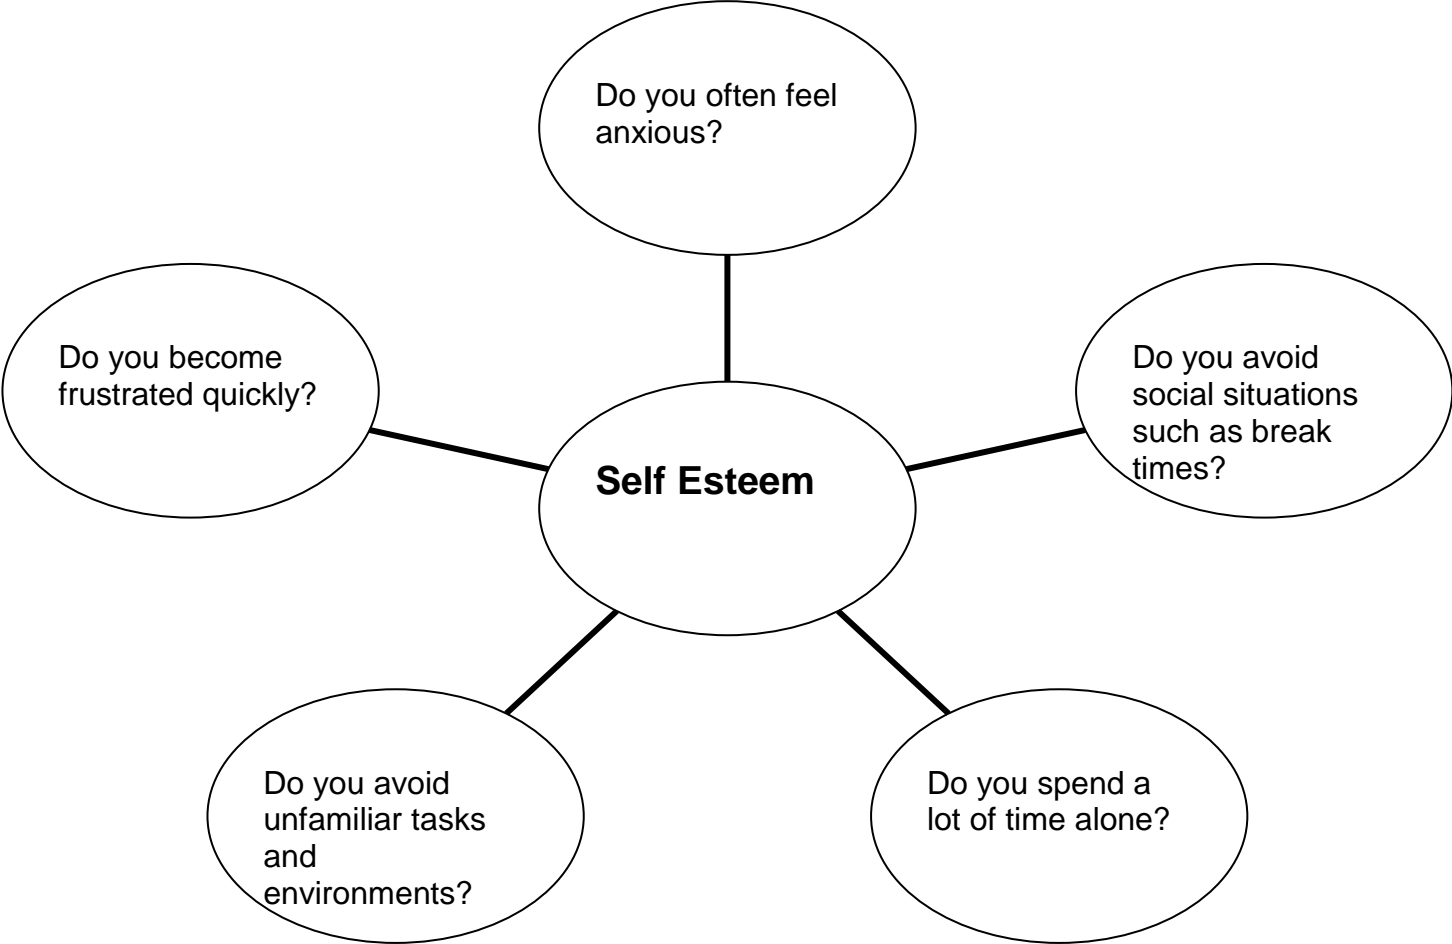 Do you often feel
anxious?
Do you become
frustrated quickly?
Do you avoid
social situations
such as break
times?
Self Esteem
Do you avoid
unfamiliar tasks
and
environments?
Do you spend a
lot of time alone?